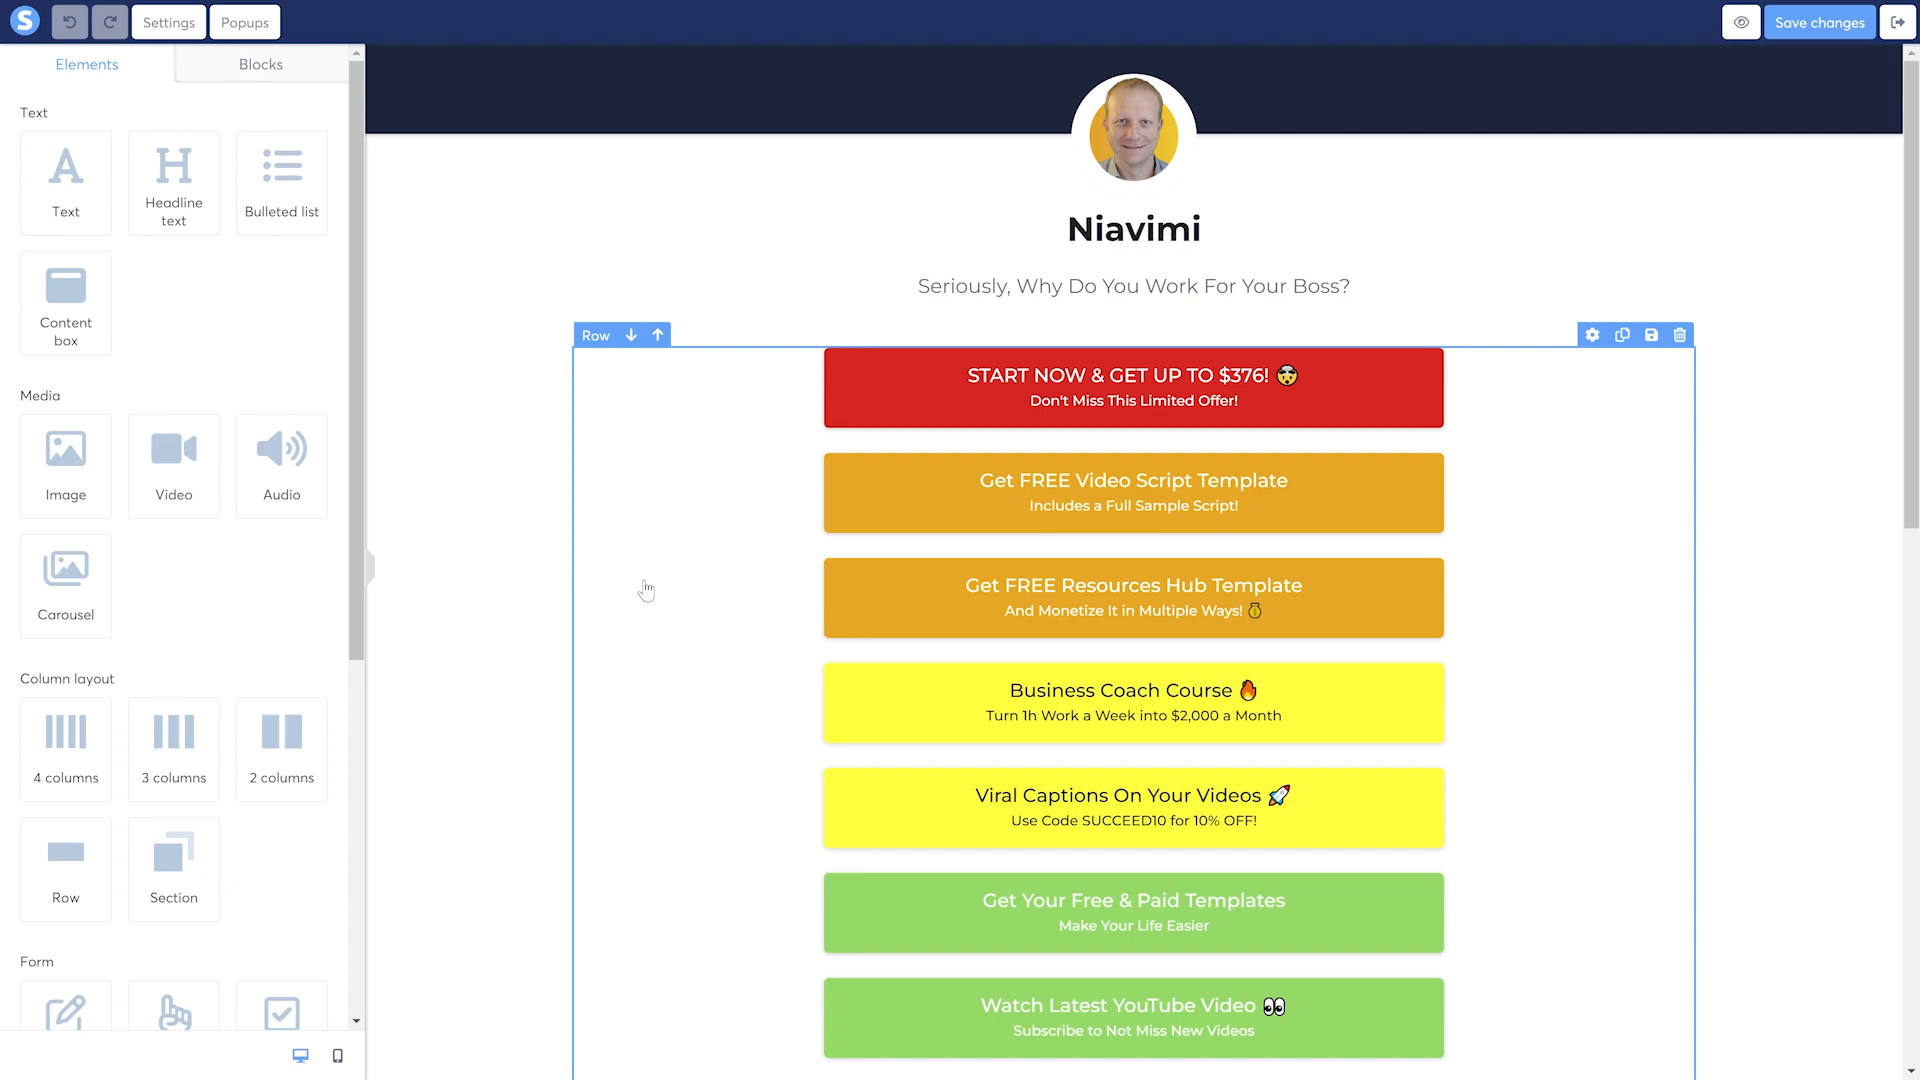 S
Settings
Popups
Save changes
Elements
Blocks
Text
Text
Headline
text
Bulleted list
Content
box
Media
Image
Video
Audio
Carousel
Column layout
4 columns
3 columns
2 columns
Row
Section
Form
Niavimi
Seriously, Why Do You Work For Your Boss?
Row
START NOW & GET UP TO $376! 🤯
Don't Miss This Limited Offer!
Get FREE Video Script Template
Includes a Full Sample Script!
Get FREE Resources Hub Template
And Monetize It in Multiple Ways! 💰
Business Coach Course 🔥
Turn 1h Work a Week into $2,000 a Month
Viral Captions On Your Videos 🚀
Use Code SUCCEED10 for 10% OFF!
Get Your Free & Paid Templates
Make Your Life Easier
Watch Latest YouTube Video 👀
Subscribe to Not Miss New Videos